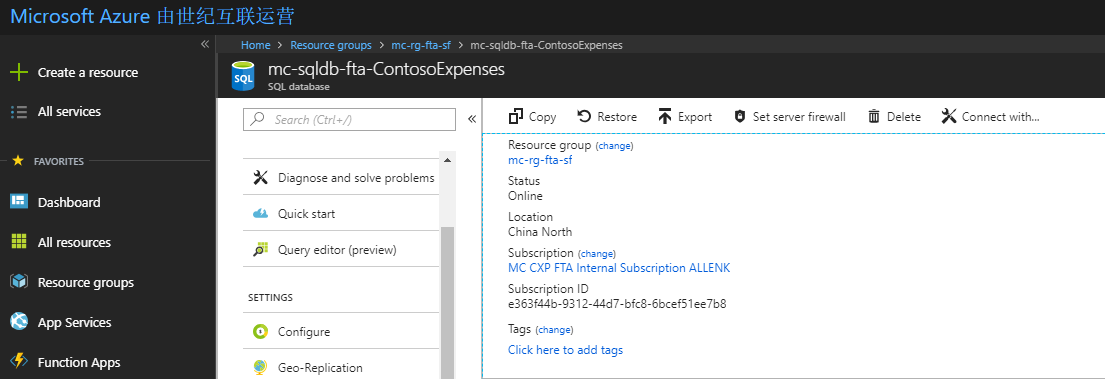 Microsoft Azure 由世纪互联运营
Home > Resource groups > mc-rg-fta-sf > mc-sqldb-fta-ContosoExpenses
mc-sqldb-fta-ContosoExpenses
SQL
SQL database
Create a resource
All services
FAVORITES
Dashboard
All resources
Resource groups
App Services
Function Apps
Search (Ctrl+/)
Diagnose and solve problems
Quick start
Query editor (preview)
SETTINGS
Configure
Geo-Replication
Copy Restore Export Set server firewall Delete Connect with...
Resource group (change)
mc-rg-fta-sf
Status
Online
Location
China North
Subscription (change)
MC CXP FTA Internal Subscription ALLENK
Subscription ID
e363f44b-9312-44d7-bfc8-6bcef51ee7b8
Tags (change)
Click here to add tags